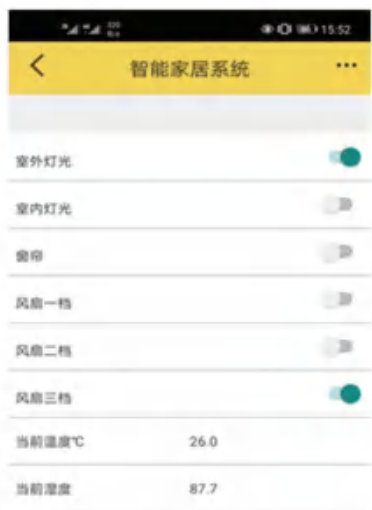 15:52
智能家居系统
室外灯光
室内灯光
窗帘
风扇一档
风扇二档
风扇三档
当前温度℃ 26.0
当前湿度 87.7